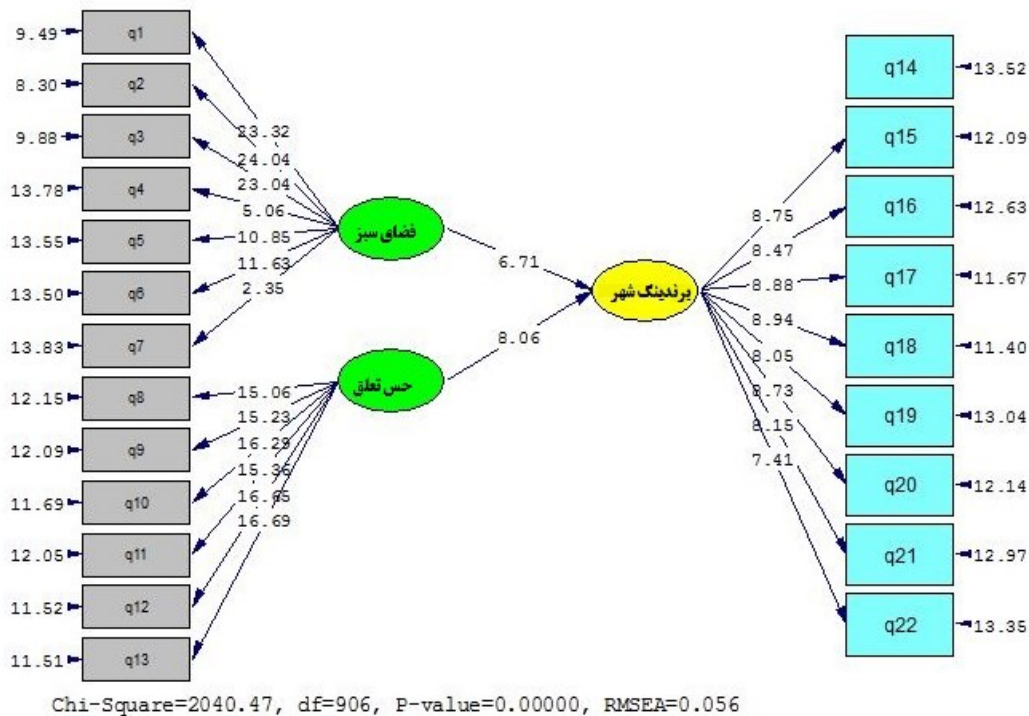 9.49 q1
8.30 q2
9.88 q3
13.78 q4
13.55 q5
13.50 q6
13.83 q7
12.15 q8
12.09 q9
11.69 q10
12.05 q11
11.52 q12
11.51 q13
23.32
24.04
23.04
5.06
10.85
11.63
2.35
15.06
15.23
16.29
15.36
16.65
16.69
فضای سبز
حس تعلق
6.71
8.06
برندینگ شهر
8.75
8.47
8.88
8.94
8.05
8.73
8.15
7.41
q14 13.52
q15 12.09
q16 12.63
q17 11.67
q18 11.40
q19 13.04
q20 12.14
q21 12.97
q22 13.35
Chi-Square=2040.47, df=906, P-value=0.00000, RMSEA=0.056